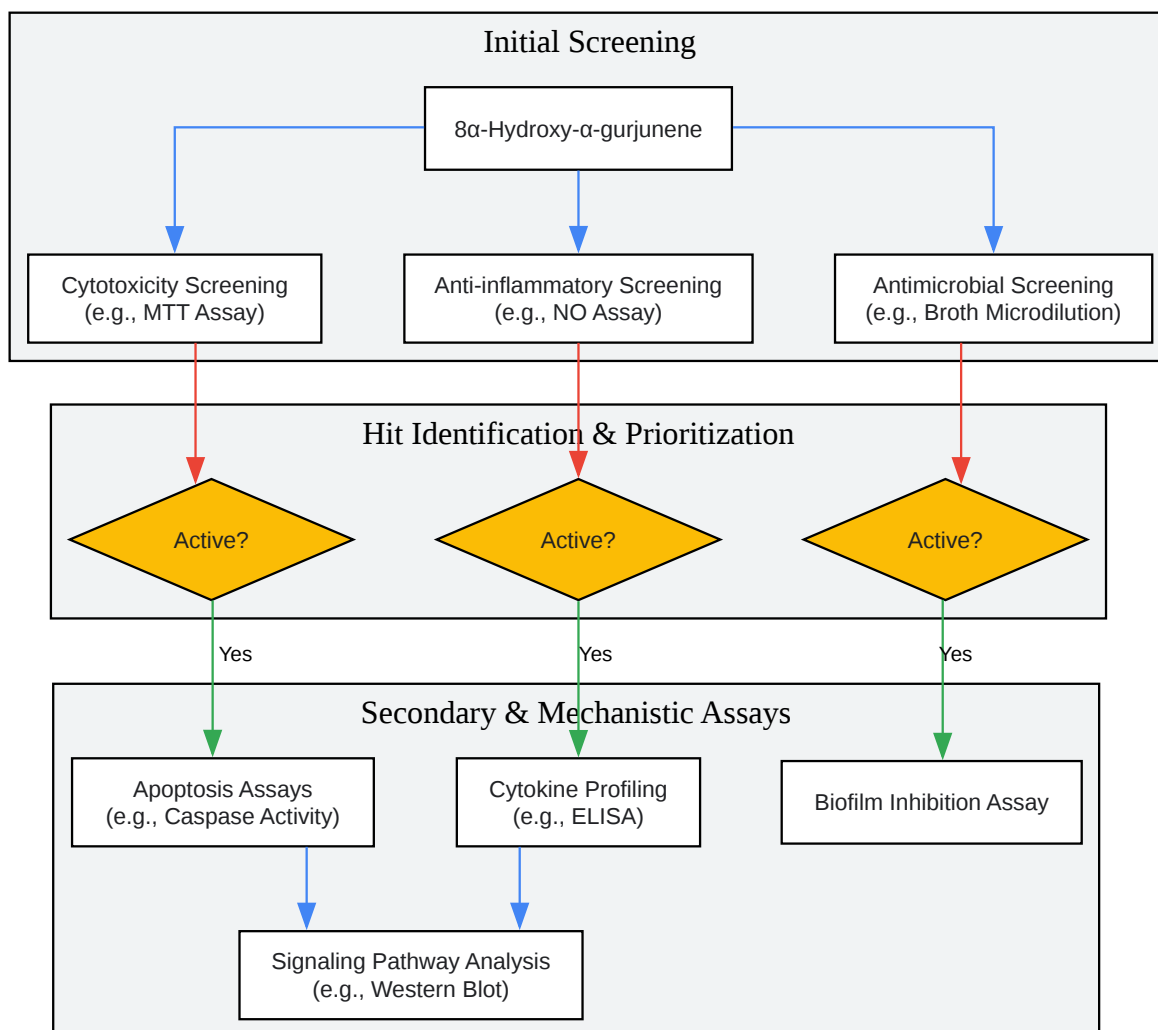 Initial Screening
8α-Hydroxy-α-gurjunene
Cytotoxicity Screening
(e.g., MTT Assay)
Anti-inflammatory Screening
(e.g., NO Assay)
Antimicrobial Screening
(e.g., Broth Microdilution)
Hit Identification & Prioritization
Active?
Active?
Active?
Yes
Yes
Yes
Secondary & Mechanistic Assays
Apoptosis Assays
(e.g., Caspase Activity)
Cytokine Profiling
(e.g., ELISA)
Biofilm Inhibition Assay
Signaling Pathway Analysis
(e.g., Western Blot)